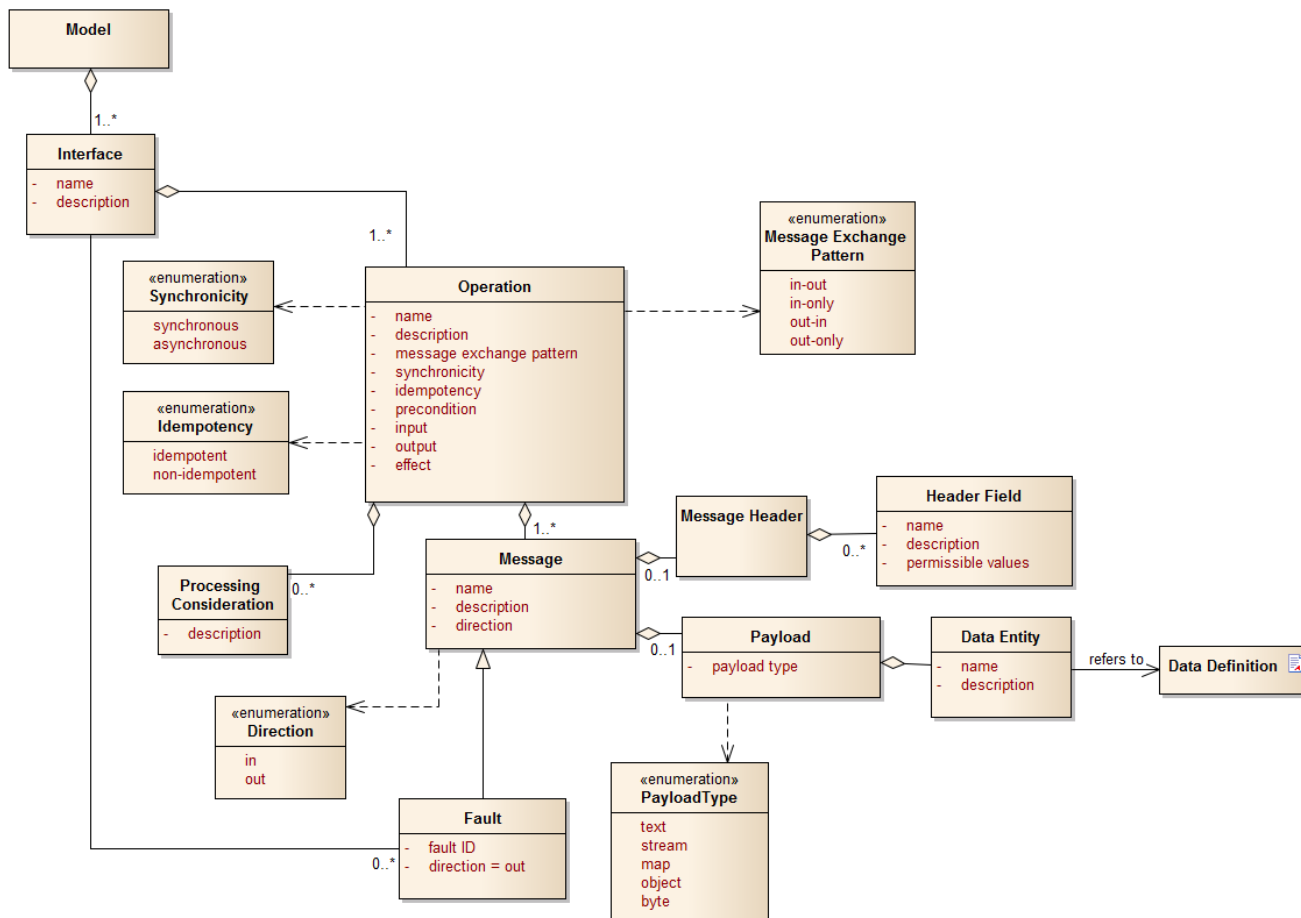 Model
1..*
Interface
- name
- description
1..*
«enumeration»
Message Exchange
Pattern
in-out
in-only
out-in
out-only
«enumeration»
Synchronicity
synchronous
asynchronous
Operation
- name
- description
- message exchange pattern
- synchronicity
- idempotency
- precondition
- input
- output
- effect
«enumeration»
Idempotency
idempotent
non-idempotent
1..*
Message Header
0..1
Header Field
- name
- description
- permissible values
0..*
Processing
Consideration
- description
0..*
Message
- name
- description
- direction
0..1
Payload
- payload type
Data Entity
- name
- description
refers to
Data Definition
«enumeration»
Direction
in
out
«enumeration»
PayloadType
text
stream
map
object
byte
Fault
- fault ID
- direction = out
0..*